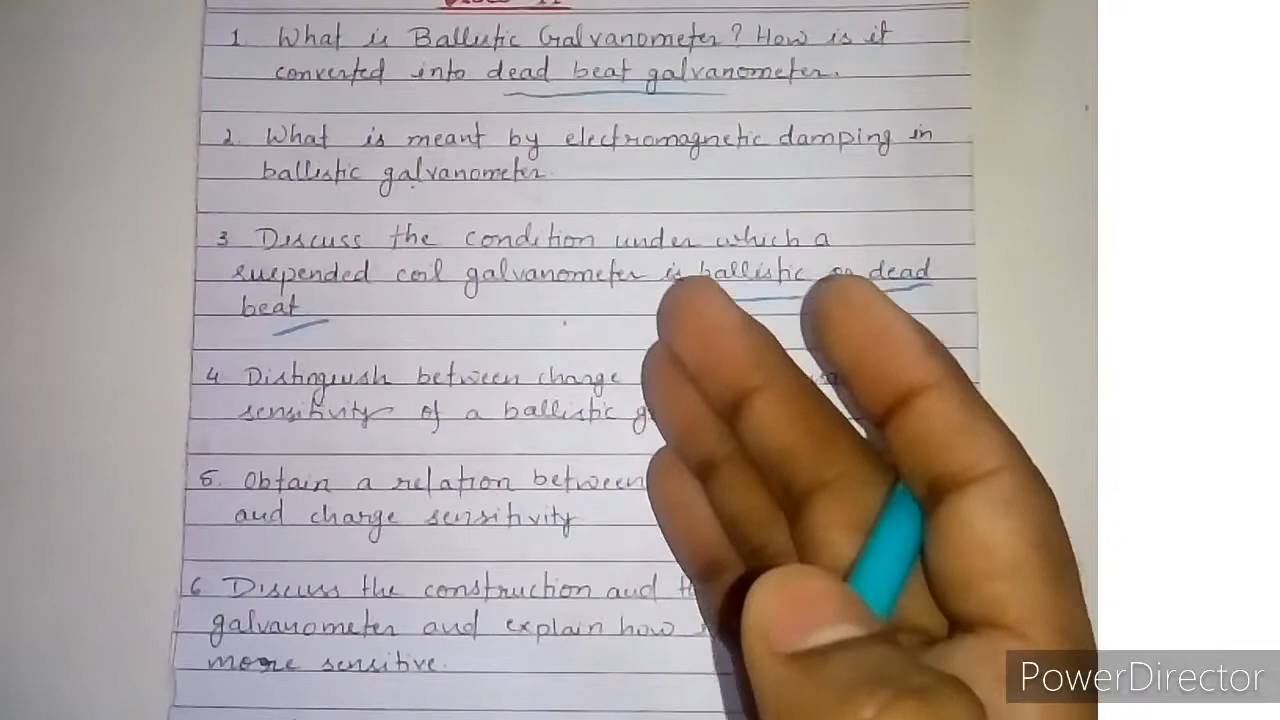 1 What is Ballistic Galvanometer? How is it
converted into dead beat galvanometer.
2. What is meant by electromagnetic damping in
ballistic galvanometer.
3 Discuss the condition under which a
suspended coil galvanometer is ballistic or dead
beat
4 Distinguish between charge
sensitivity of a ballistic
5. Obtain a relation between
and charge sensitivity
6 Discuss the construction and
galvanometer and explain how
more sensitive.
PowerDirector